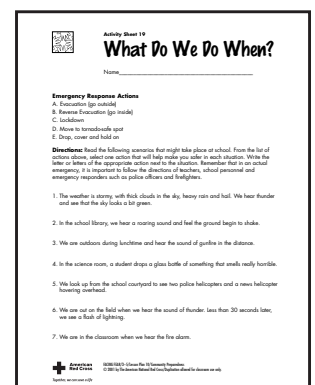 Activity Sheet 19
What Do We Do When?
Name
Emergency Response Actions
A. Evacuation (go outside)
B. Reverse Evacuation (go inside)
C. Lockdown
D. Move to tornado-safe spot
E. Drop, cover and hold on
Directions: Read the following scenarios that might take place at school. From the list of
actions above, select one action that will help make you safer in each situation. Write the
letter or letters of the appropriate action next to the situation. Remember that in an actual
emergency, it is important to follow the directions of teachers, school personnel and
emergency responders such as police officers and firefighters.
1. The weather is stormy, with thick clouds in the sky, heavy rain and hail. We hear thunder
and see that the sky looks a bit green.
2. In the school library, we hear a roaring sound and feel the ground begin to shake.
3. We are outdoors during lunchtime and hear the sound of gunfire in the distance.
4. In the science room, a student drops a glass bottle of something that smells really horrible.
5. We look up from the school courtyard to see two police helicopters and a news helicopter
hovering overhead.
6. We are out on the field when we hear the sound of thunder. Less than 30 seconds later,
we see a flash of lightning.
7. We are in the classroom when we hear the fire alarm.
American
Red Cross
Together, we can save a life